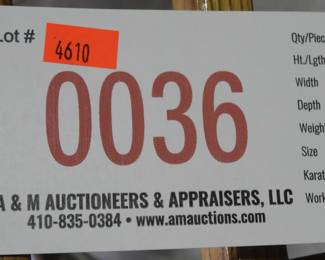 Lot #
4610
0036
Qty/Piec
Ht./Lgth
Width
Depth
Weigh
Size
Karat
Work
A & M AUCTIONEERS & APPRAISERS, LLC
410-835-0384 • www.amauctions.com